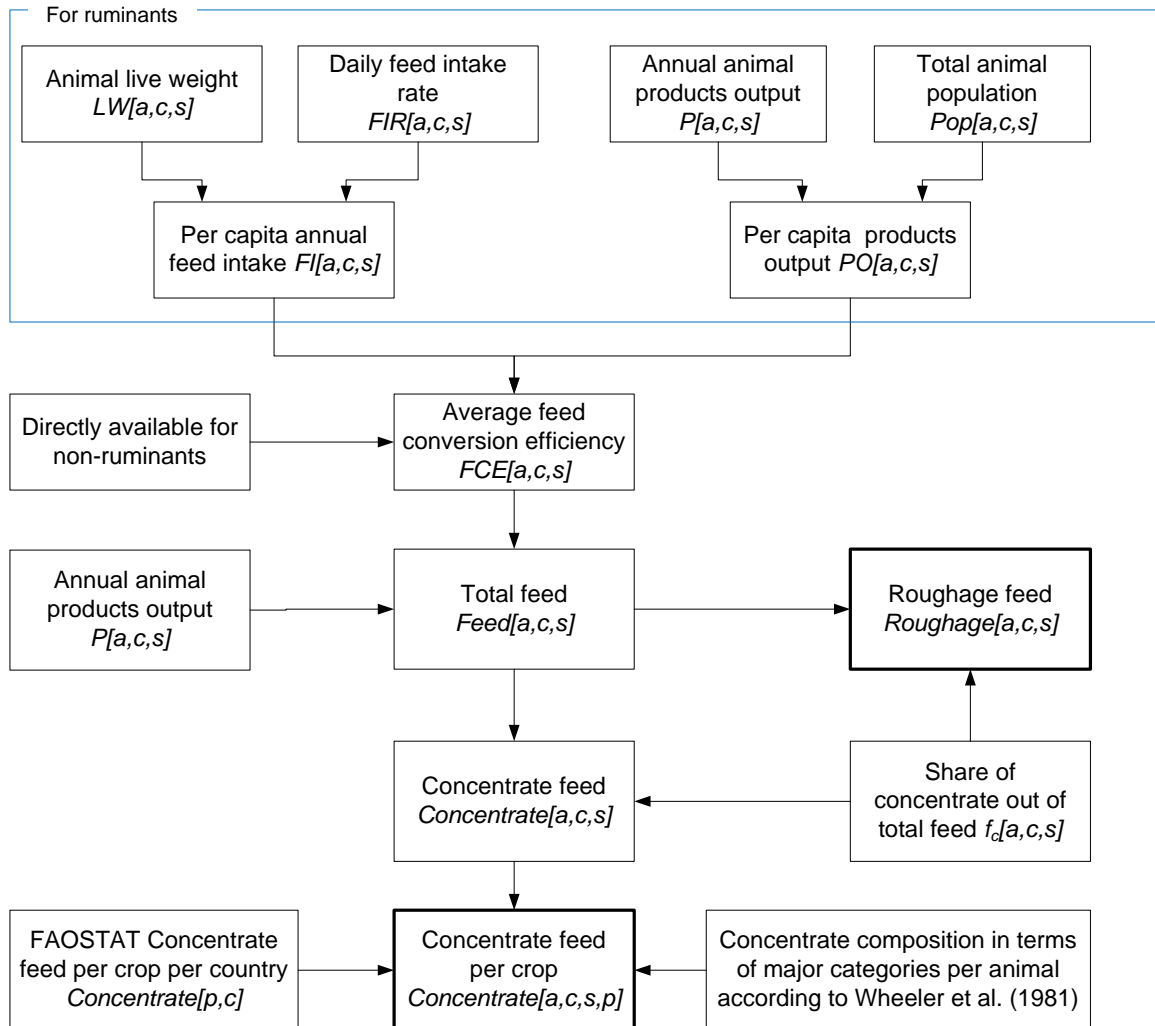 For ruminants
Animal live weight
LW[a,c,s]
Daily feed intake
rate
FIR[a,c,s]
Annual animal
products output
P[a,c,s]
Total animal
population
Pop[a,c,s]
Per capita annual
feed intake FI[a,c,s]
Per capita products
output PO[a,c,s]
Directly available for
non-ruminants
Average feed
conversion efficiency
FCE[a,c,s]
Annual animal
products output
P[a,c,s]
Total feed
Feed[a,c,s]
Roughage feed
Roughage[a,c,s]
Concentrate feed
Concentrate[a,c,s]
Share of
concentrate out of
total feed fc[a,c,s]
FAOSTAT Concentrate
feed per crop per country
Concentrate[p,c]
Concentrate feed
per crop
Concentrate[a,c,s,p]
Concentrate composition in terms
of major categories per animal
according to Wheeler et al. (1981)